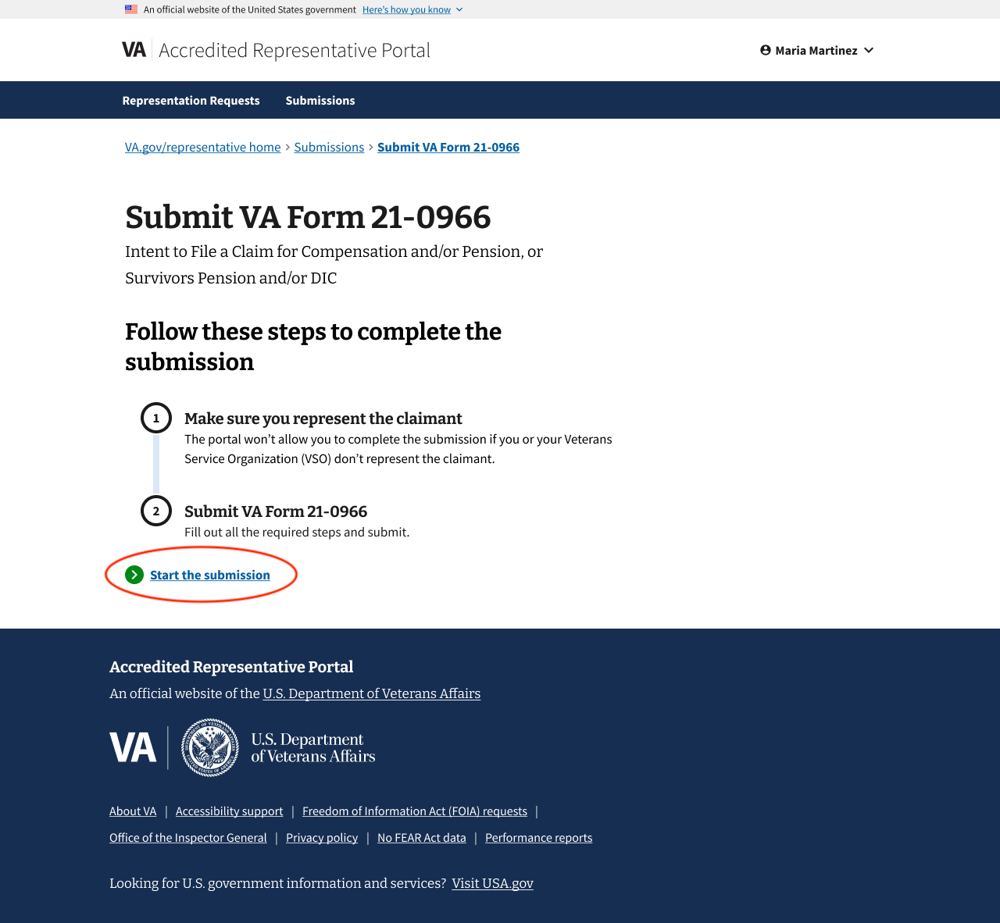 An official website of the United States government Here's how you know
VA Accredited Representative Portal
Maria Martinez
Representation Requests Submissions
VA.gov/representative home > Submissions > Submit VA Form 21-0966
Submit VA Form 21-0966
Intent to File a Claim for Compensation and/or Pension, or
Survivors Pension and/or DIC
Follow these steps to complete the
submission
1 Make sure you represent the claimant
The portal won’t allow you to complete the submission if you or your Veterans
Service Organization (VSO) don’t represent the claimant.
2 Submit VA Form 21-0966
Fill out all the required steps and submit.
Start the submission
Accredited Representative Portal
An official website of the U.S. Department of Veterans Affairs
VA
U.S. Department
of Veterans Affairs
About VA | Accessibility support | Freedom of Information Act (FOIA) requests |
Office of the Inspector General | Privacy policy | No FEAR Act data | Performance reports
Looking for U.S. government information and services? Visit USA.gov